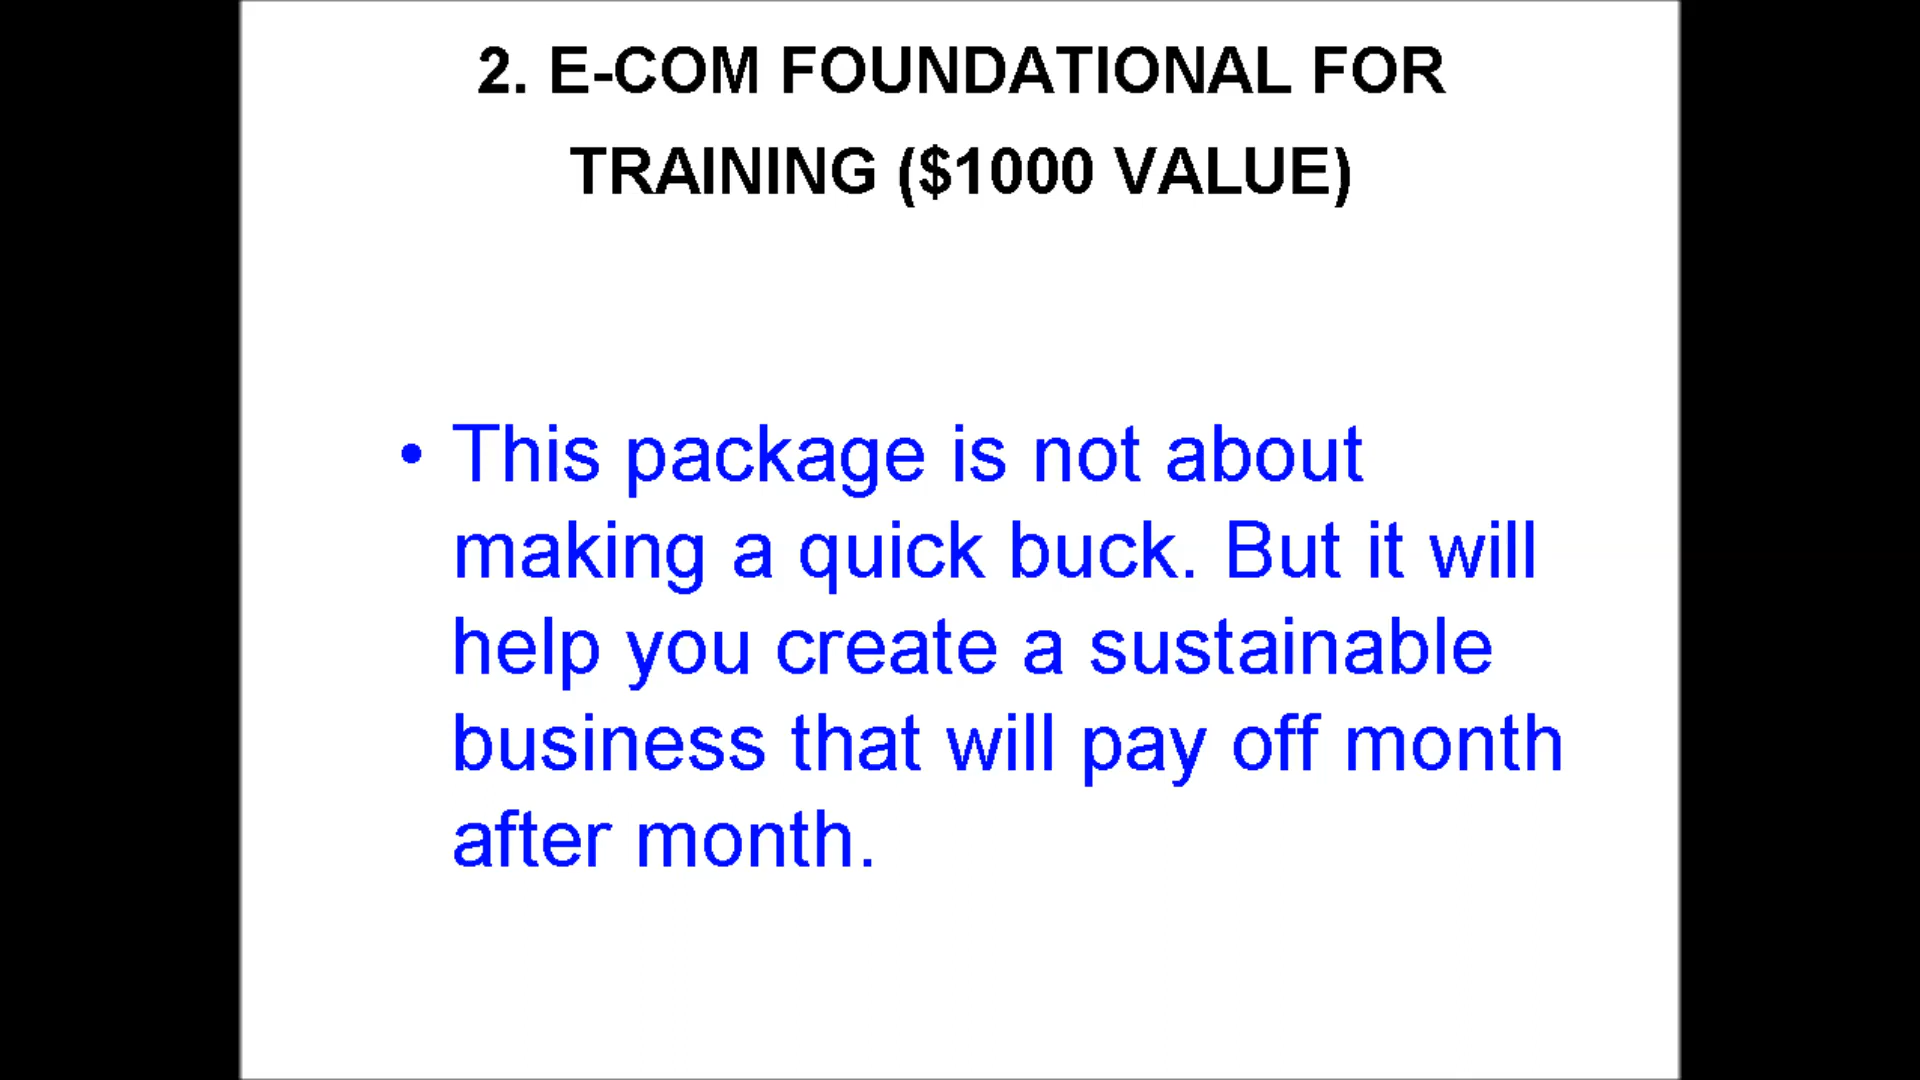 2. E-COM FOUNDATIONAL FOR
TRAINING ($1000 VALUE)
• This package is not about
making a quick buck. But it will
help you create a sustainable
business that will pay off month
after month.